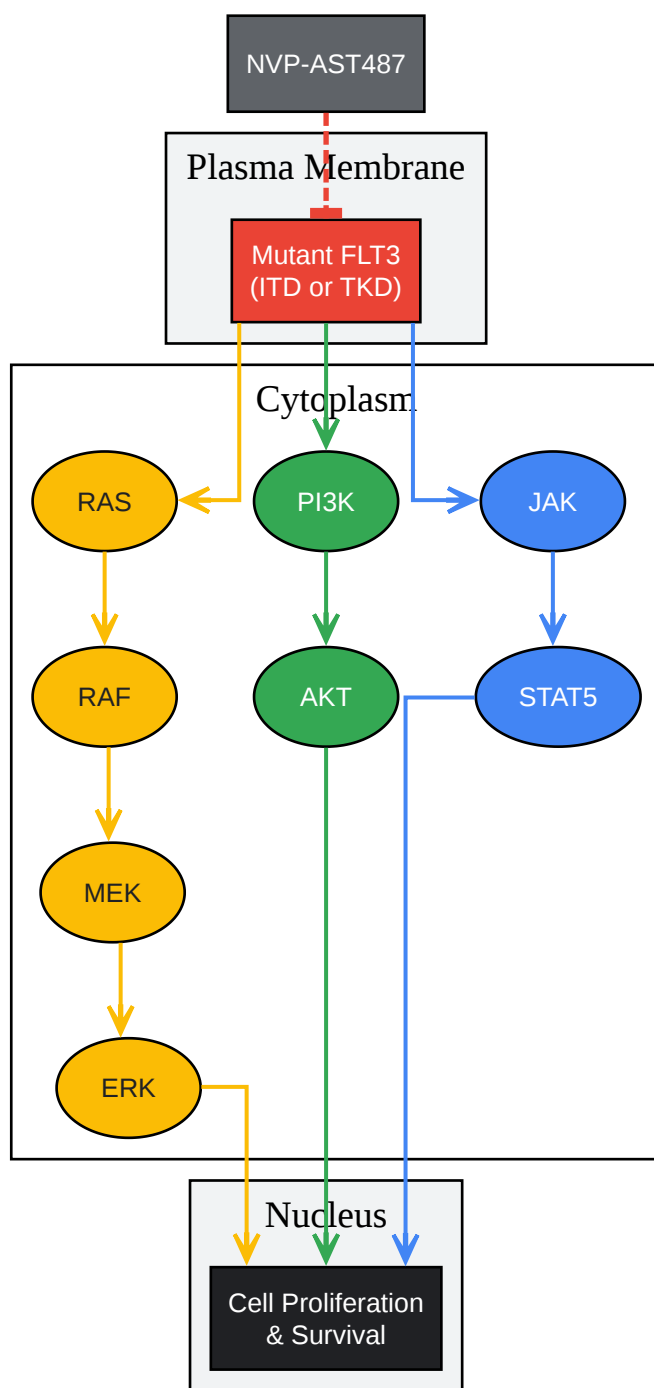 NVP-AST487
Plasma Membrane
Mutant FLT3
(ITD or TKD)
Cytoplasm
RAS
PI3K
JAK
RAF
AKT
STAT5
MEK
ERK
Nucleus
Cell Proliferation
& Survival